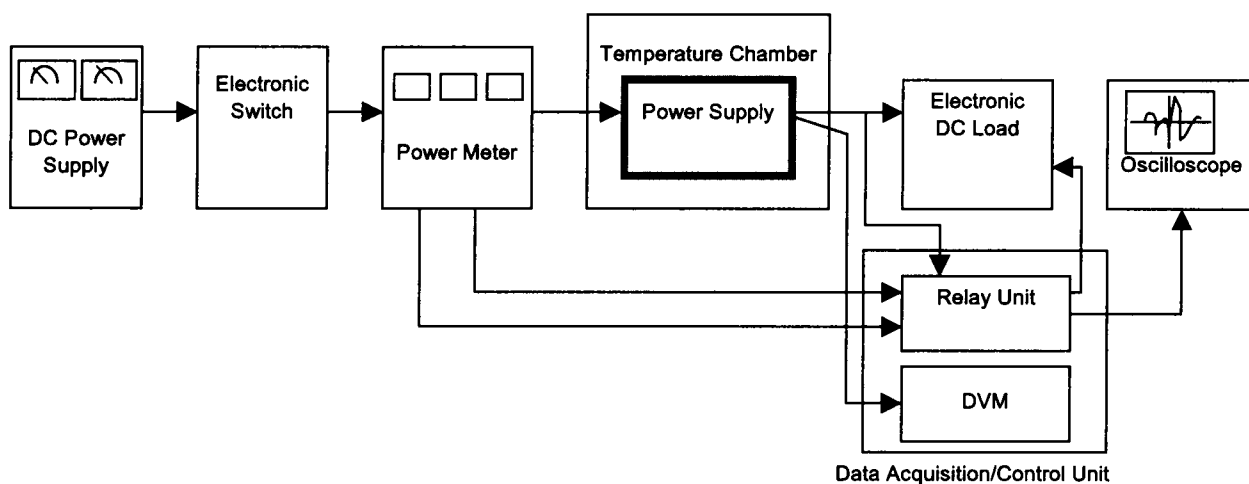 DC Power
Supply
Electronic
Switch
Power Meter
Temperature Chamber
Power Supply
Electronic
DC Load
Oscilloscope
Relay Unit
DVM
Data Acquisition/Control Unit